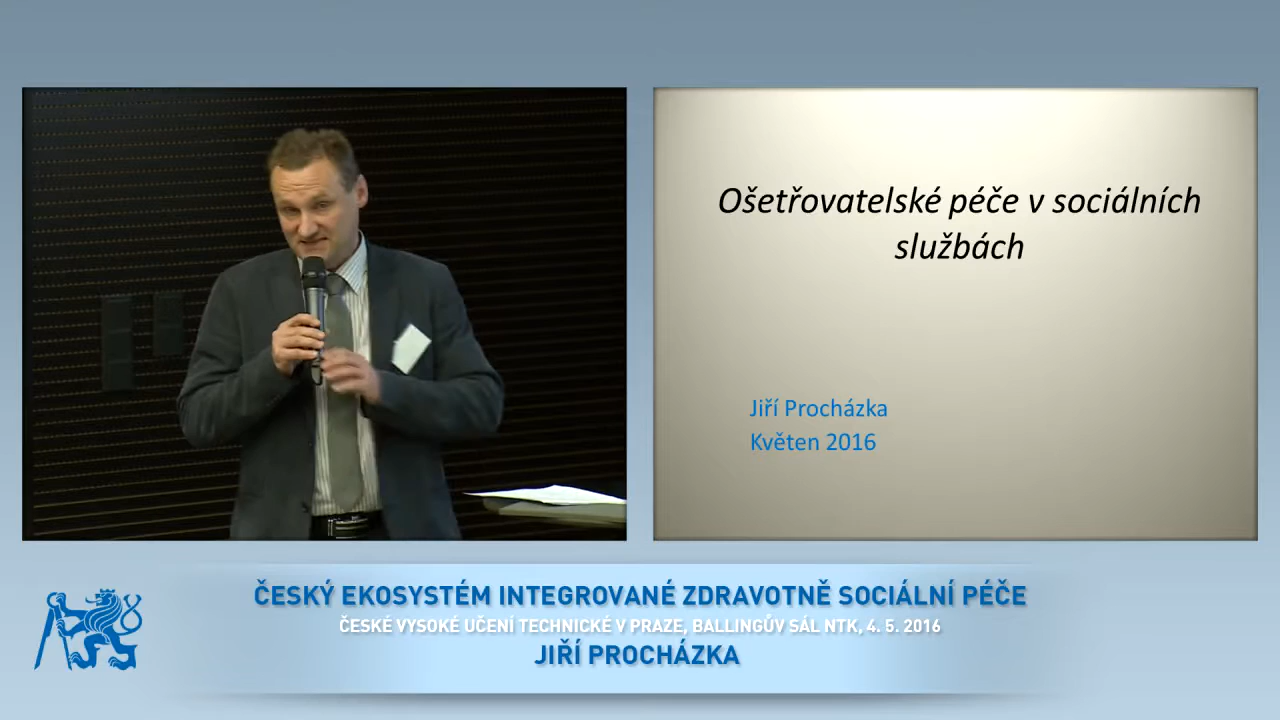 Ošetřovatelské péče v sociálních
službách
Jiří Procházka
Květen 2016
ČESKÝ EKOSYSTÉM INTEGROVANÉ ZDRAVOTNĚ SOCIÁLNÍ PÉČE
ČESKÉ VYSOKÉ UČENÍ TECHNICKÉ V PRAZE, BALLINGŮV SÁL NTK, 4. 5. 2016
JIŘÍ PROCHÁZKA